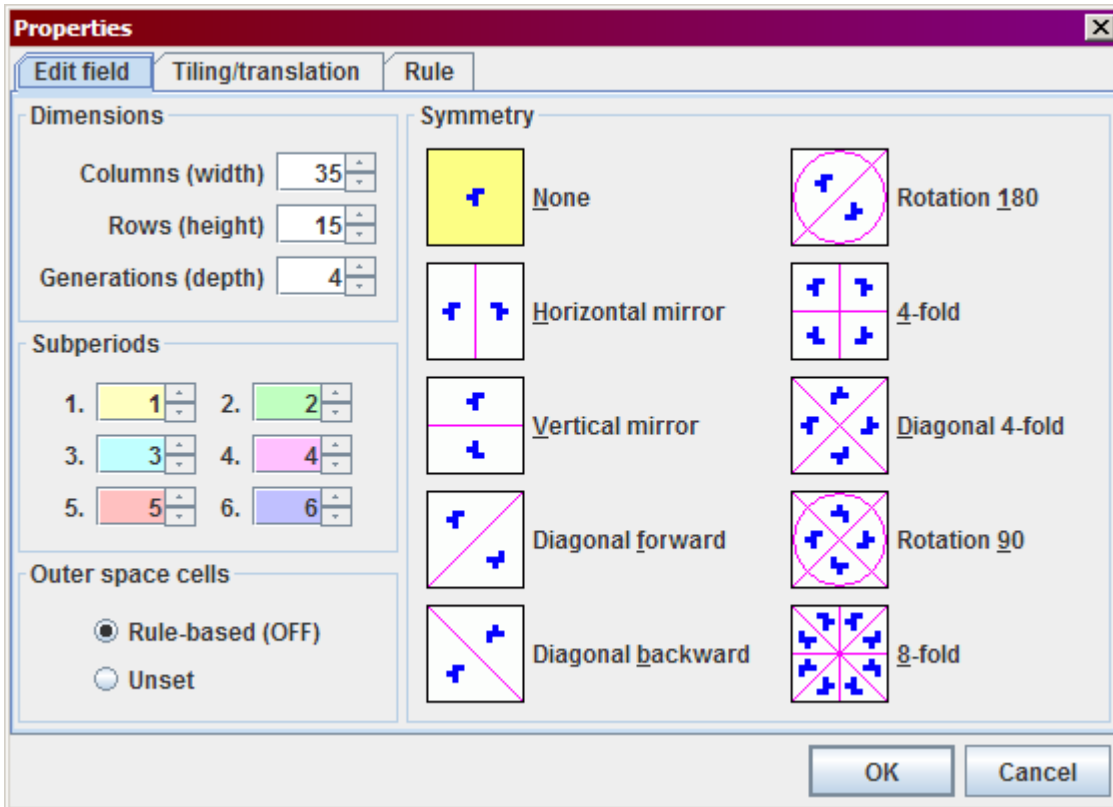 Properties
Edit field Tiling/translation Rule
Dimensions
Columns (width) 35
Rows (height) 15
Generations (depth) 4
Subperiods
1. 1 2. 2
3. 3 4. 4
5. 5 6. 6
Outer space cells
Rule-based (OFF)
Unset
Symmetry
None Rotation 180
Horizontal mirror 4-fold
Vertical mirror Diagonal 4-fold
Diagonal forward Rotation 90
Diagonal backward 8-fold
OK Cancel